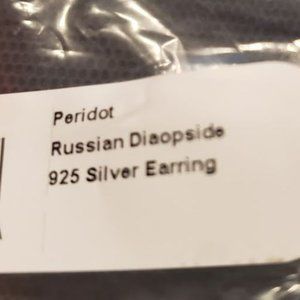 Peridot
Russian Diaopside
925 Silver Earring